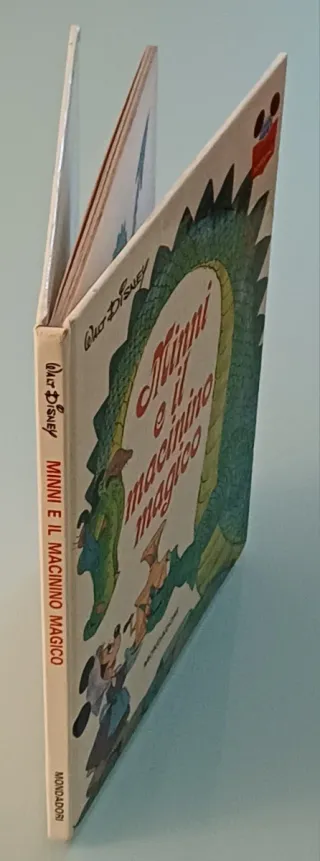 WALT DISNEY
MINNI E IL MACININO MAGICO
MONDADORI
WALT DISNEY
Minni
e il
macinino
magico
MONDADORI